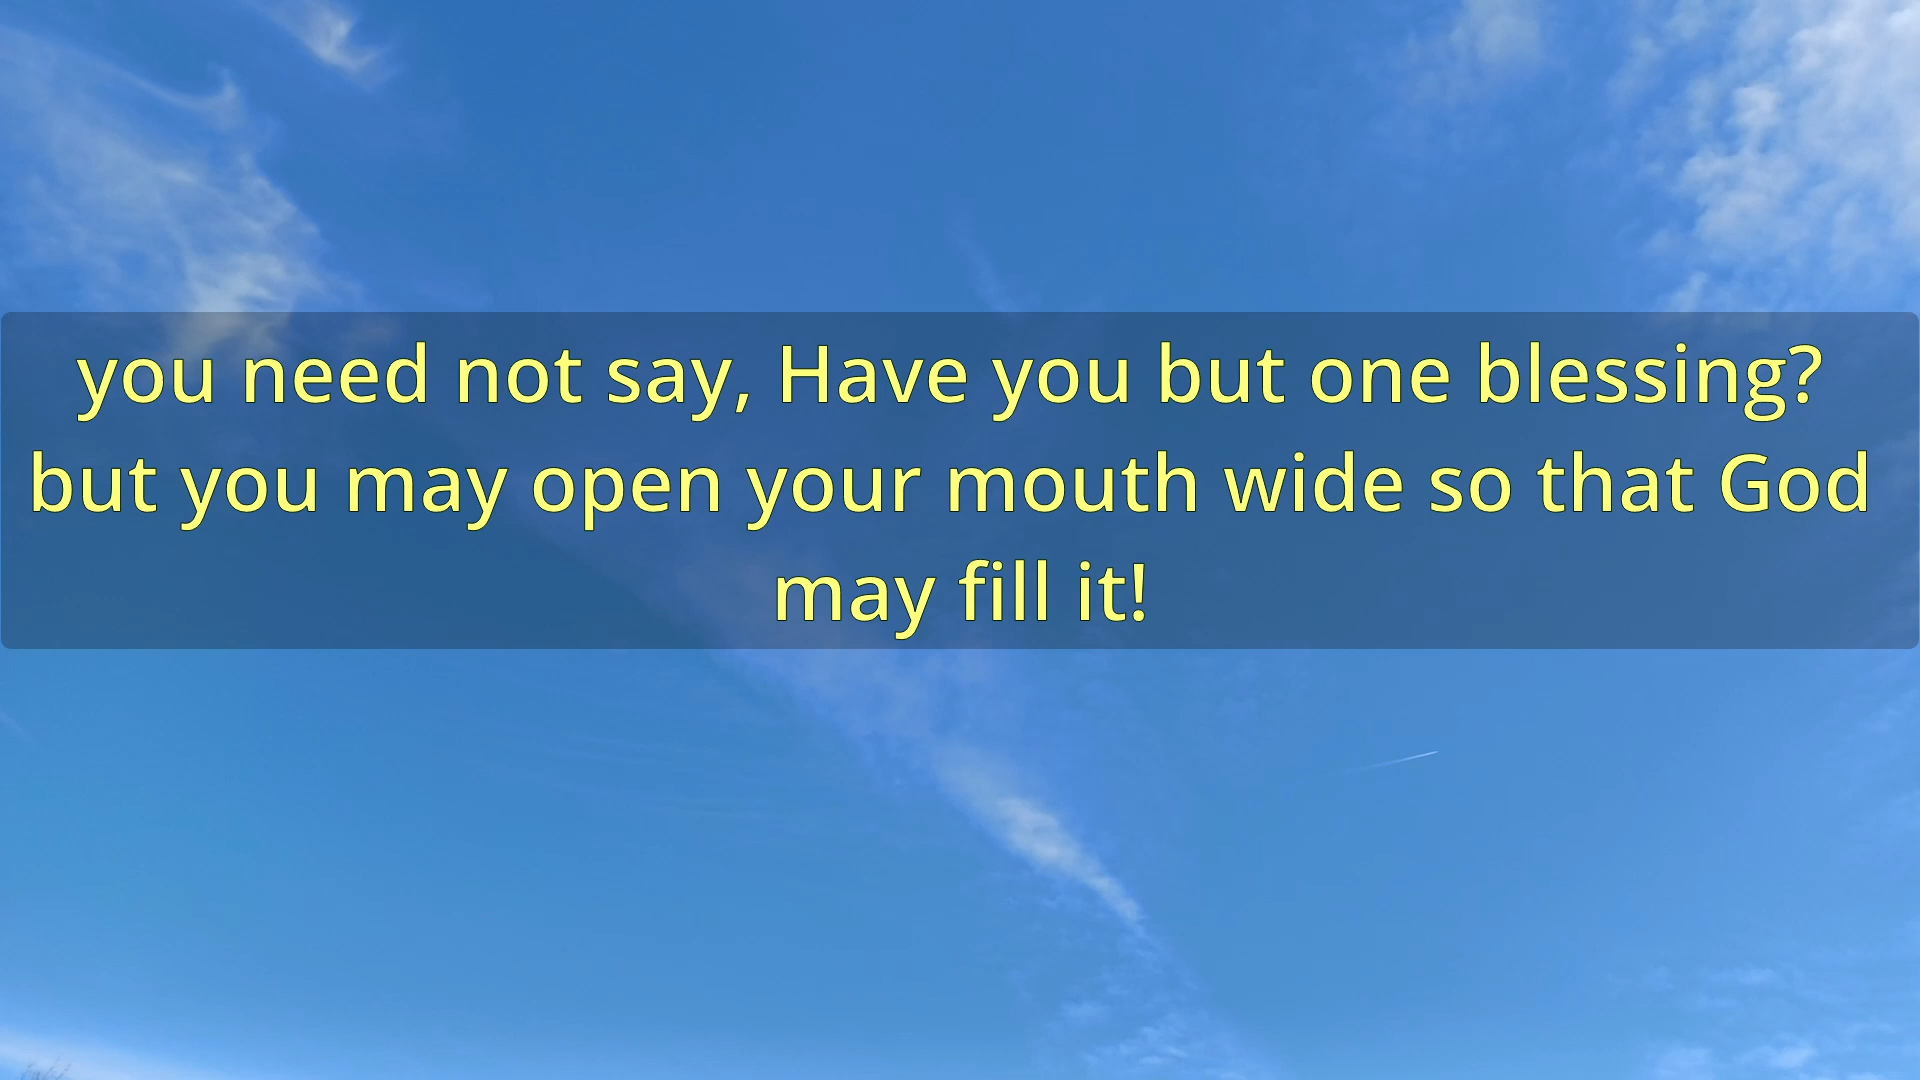 you need not say, Have you but one blessing?
but you may open your mouth wide so that God
may fill it!